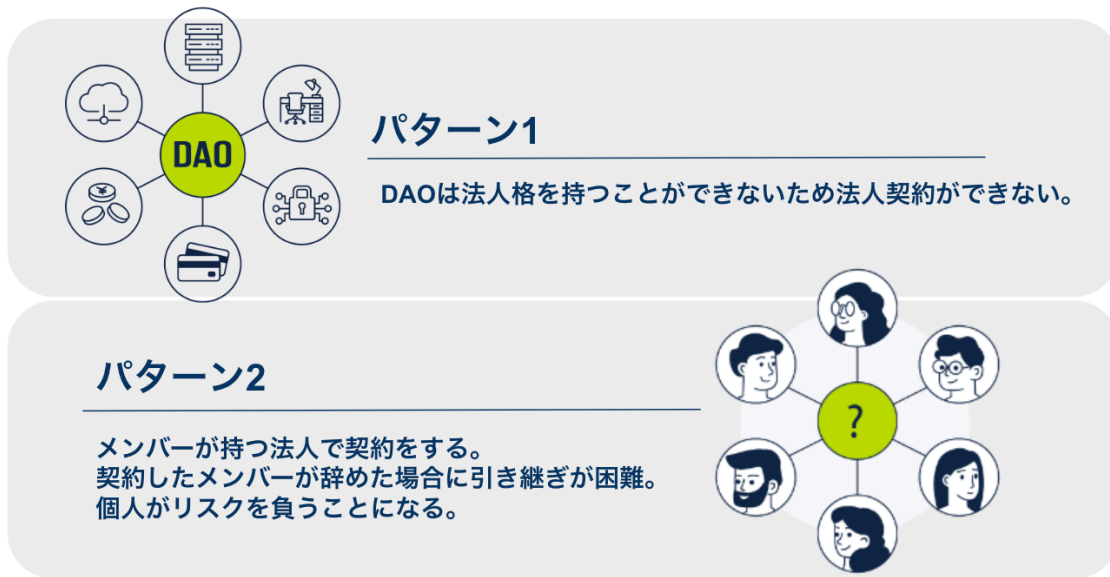 DAO
パターン1
DAOは法人格を持つことができないため法人契約ができない。
パターン2
メンバーが持つ法人で契約をする。
契約したメンバーが辞めた場合に引き継ぎが困難。
個人がリスクを負うことになる。
?
¥